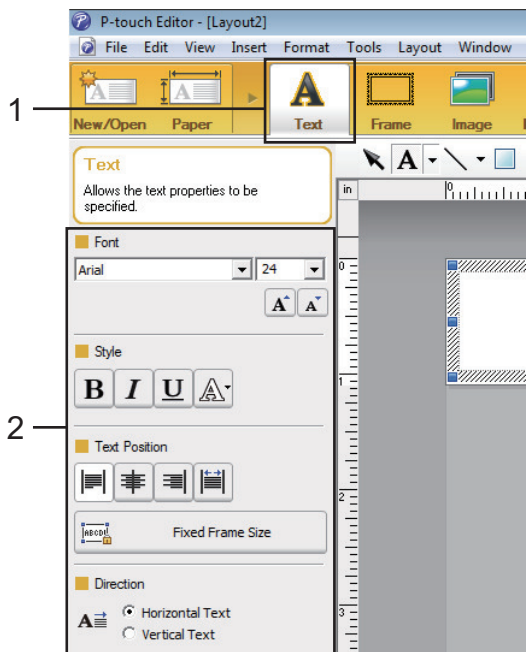 P-touch Editor - [Layout2]
File Edit View Insert Format Tools Layout Window
1
New/Open Paper Text Frame Image
Text
Allows the text properties to be
specified.
A
in
0
Font
Arial 24
0
A A
Style
B I U A
1
2
Text Position
2
ABCD
Fixed Frame Size
Direction
A
Horizontal Text
3
Vertical Text